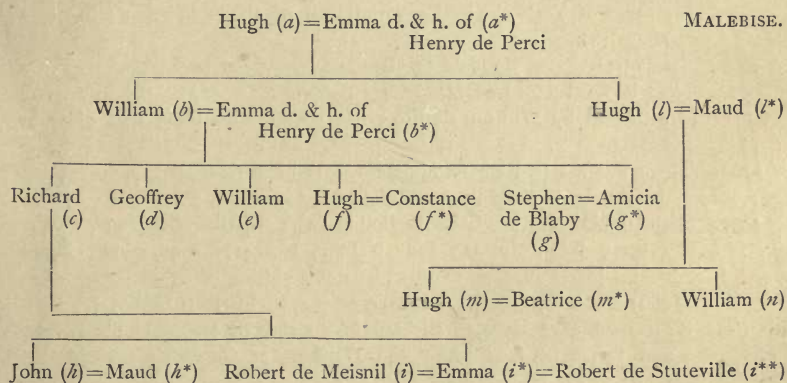 Hugh (a)=Emma d. & h. of (a*) MALEBISE.
Henry de Perci
William (b)=Emma d. & h. of Hugh (l)=Maud (l*)
Henry de Perci (b*)
Richard Geoffrey William Hugh=Constance Stephen=Amicia
(c) (d) (e) (f) (f*) de Blaby (g*)
(g)
Hugh (m)=Beatrice (m*) William (n)
John (h)=Maud (h*) Robert de Meisnil (i)=Emma (i*)=Robert de Stuteville (i**)